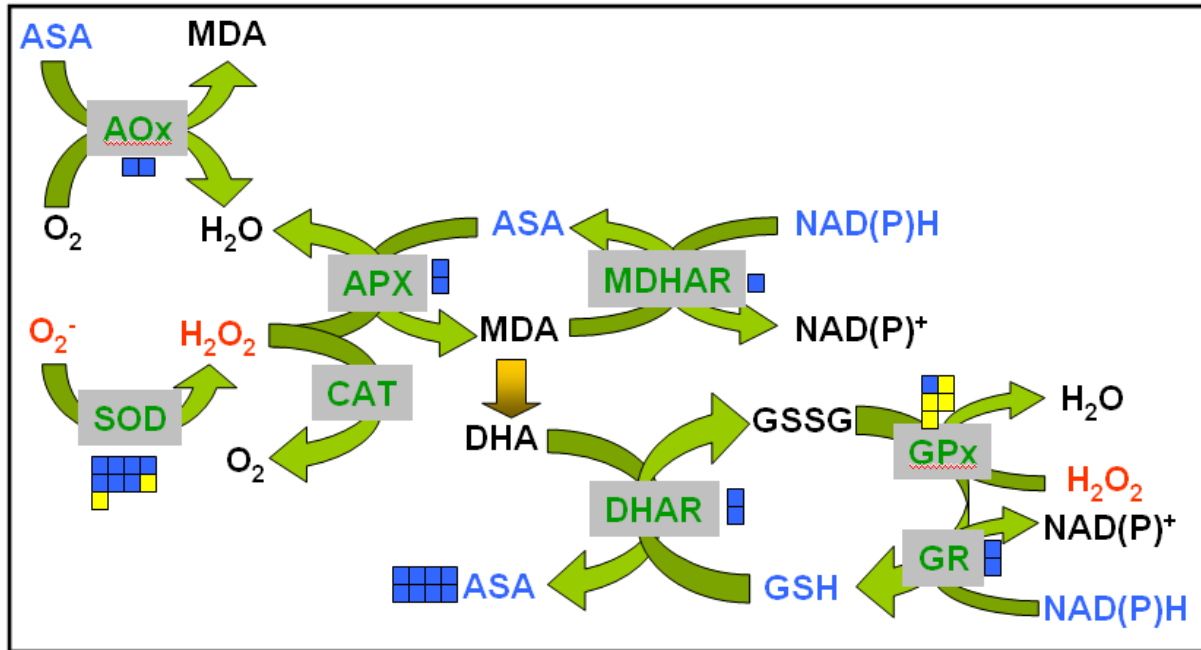 ASA MDA
AOx
O₂ H₂O ASA NAD(P)H
APX MDHAR
O₂⁻ H₂O₂ MDA NAD(P)⁺
CAT
SOD
DHA GSSG H₂O
O₂ GPx
H₂O₂
DHAR NAD(P)⁺
GR
ASA GSH NAD(P)H